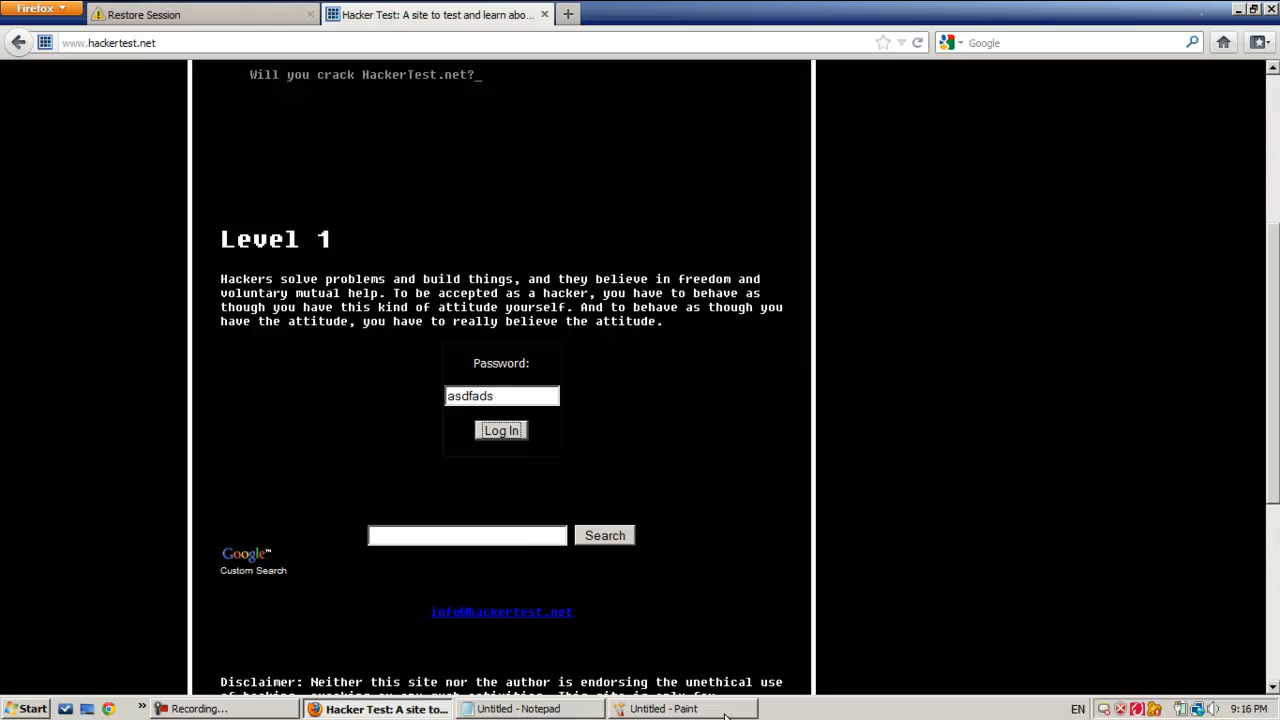 Firefox
Restore Session
Hacker Test: A site to test and learn abo...
www.hackertest.net
Google
Will you crack HackerTest.net?_
Level 1
Hackers solve problems and build things, and they believe in freedom and
voluntary mutual help. To be accepted as a hacker, you have to behave as
though you have this kind of attitude yourself. And to behave as though you
have the attitude, you have to really believe the attitude.
Password:
asdfads
Log In
Search
Google™
Custom Search
info@hackertest.net
Disclaimer: Neither this site nor the author is endorsing the unethical use
Start
Recording...
Hacker Test: A site to...
Untitled - Notepad
Untitled - Paint
EN
9:16 PM